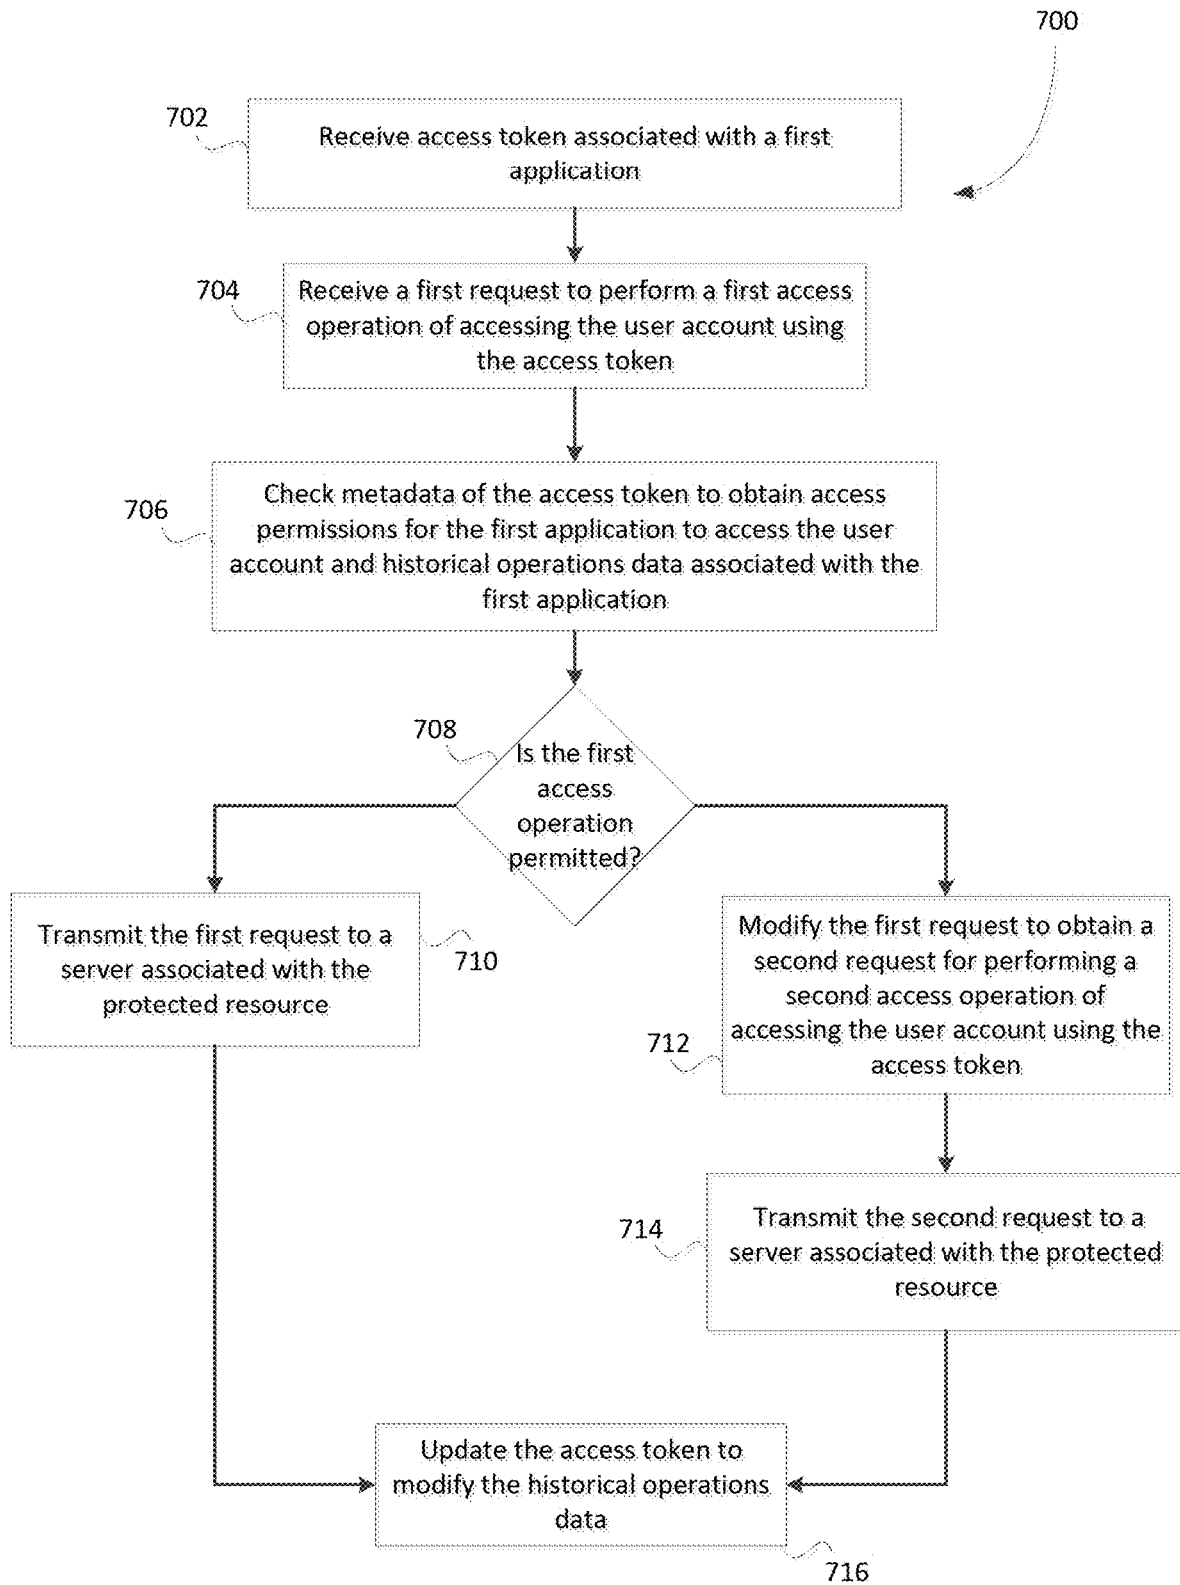 700
702
Receive access token associated with a first
application
704
Receive a first request to perform a first access
operation of accessing the user account using
the access token
706
Check metadata of the access token to obtain access
permissions for the first application to access the user
account and historical operations data associated with the
first application
708
Is the first
access
operation
permitted?
Transmit the first request to a
server associated with the
protected resource
710
Modify the first request to obtain a
second request for performing a
second access operation of
accessing the user account using the
access token
712
714
Transmit the second request to a
server associated with the protected
resource
Update the access token to
modify the historical operations
data
716